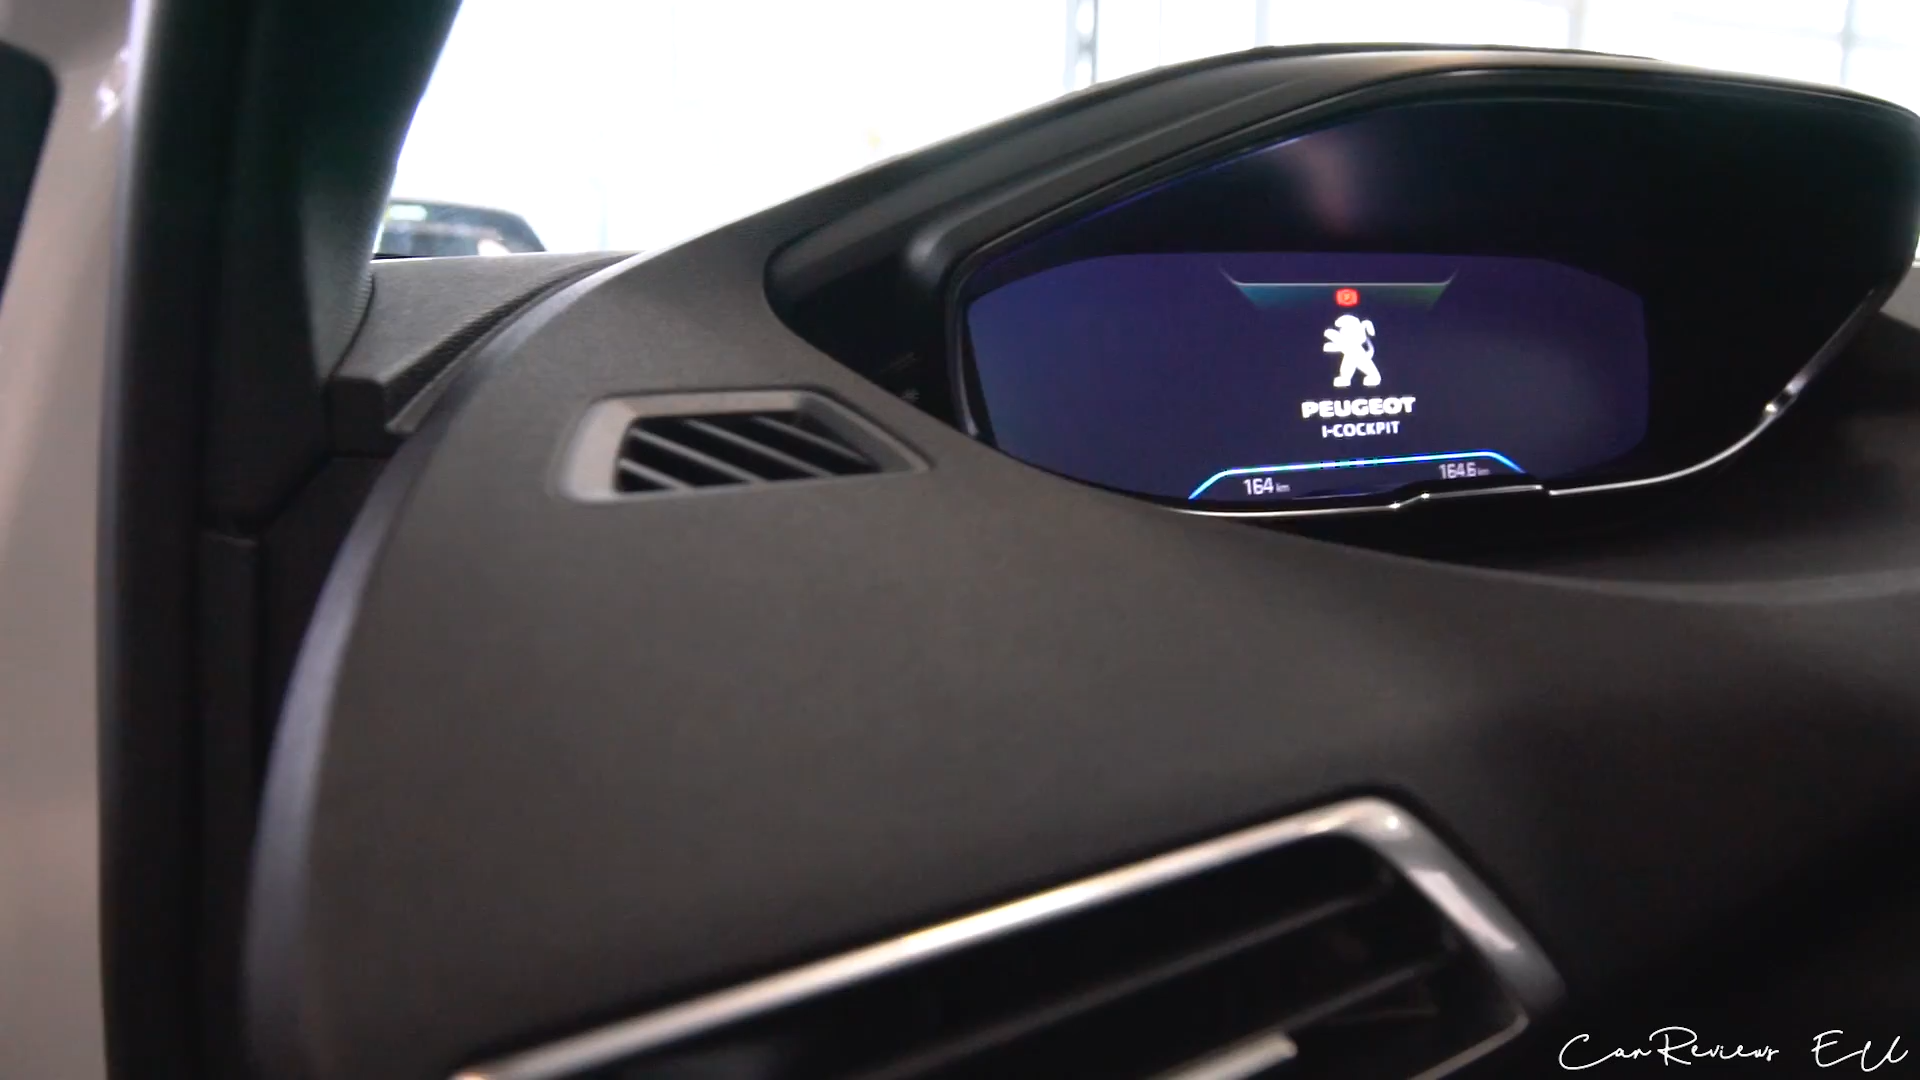 PEUGEOT
i-COCKPIT
164 km
164.6 km
CarReviews EU